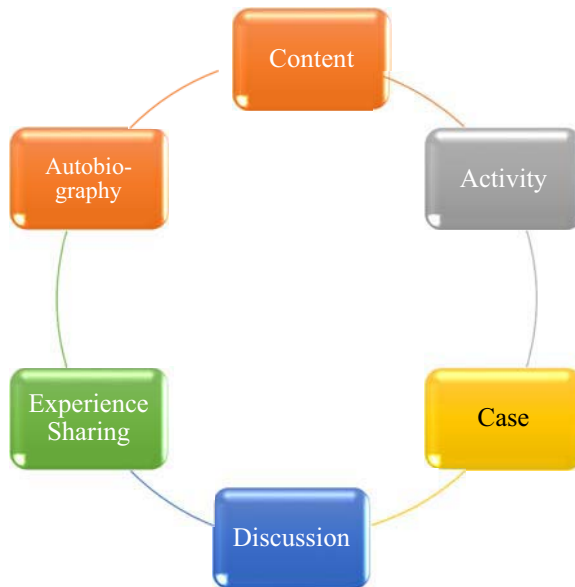 Content
Activity
Case
Discussion
Experience
Sharing
Autobio-
graphy